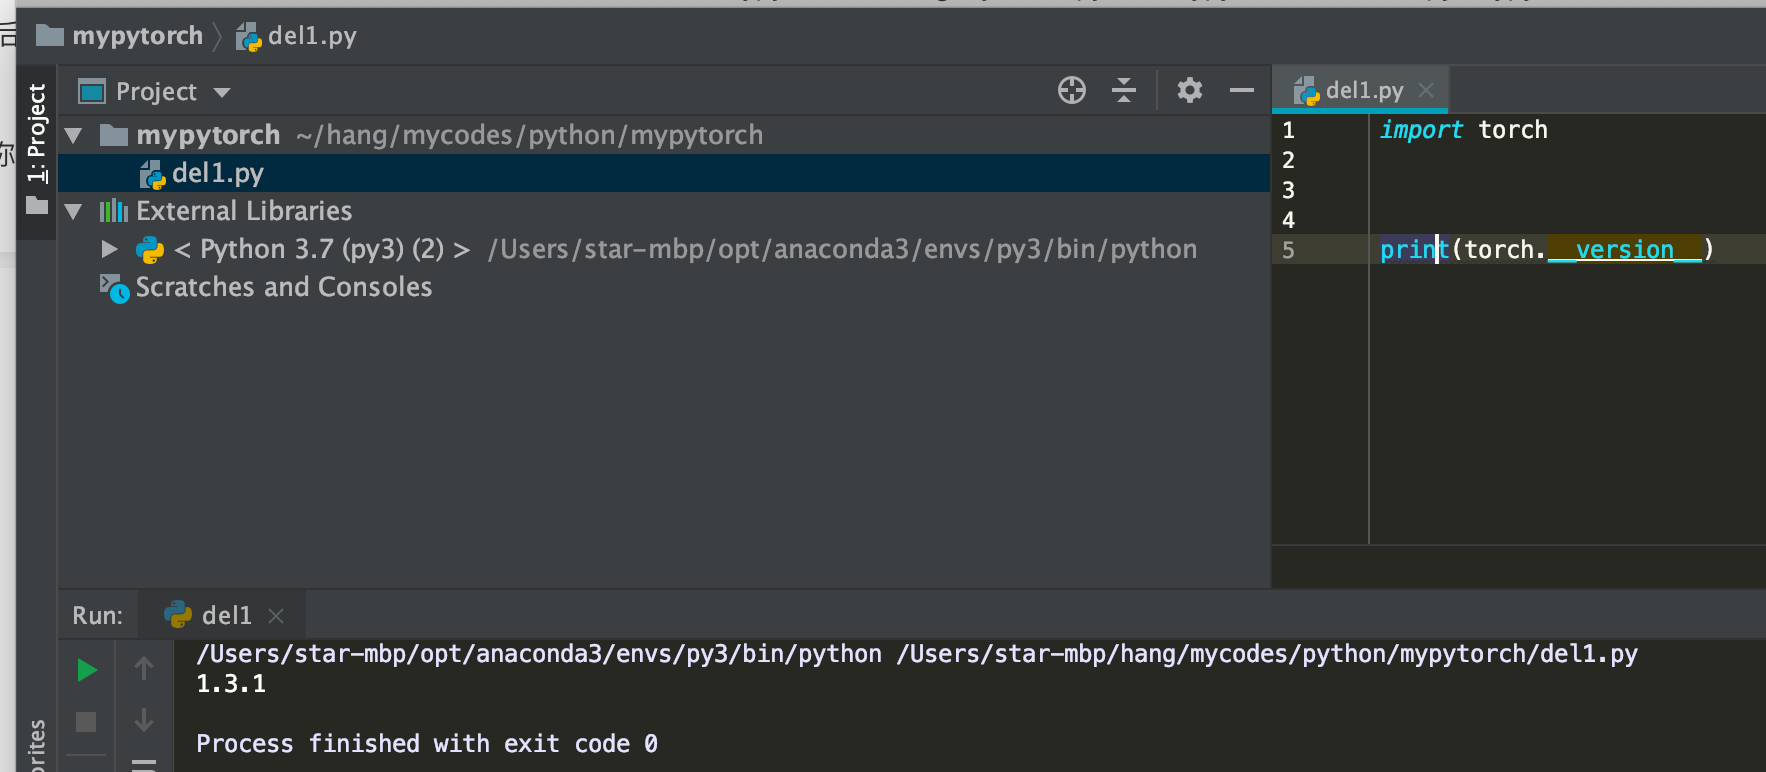 mypytorch del1.py
Project
del1.py
1: Project
mypytorch ~/hang/mycodes/python/mypytorch
del1.py
External Libraries
< Python 3.7 (py3) (2) > /Users/star-mbp/opt/anaconda3/envs/py3/bin/python
Scratches and Consoles
1 import torch
2
3
4
5 print(torch.__version__)
Run: del1
/Users/star-mbp/opt/anaconda3/envs/py3/bin/python /Users/star-mbp/hang/mycodes/python/mypytorch/del1.py
1.3.1
Process finished with exit code 0